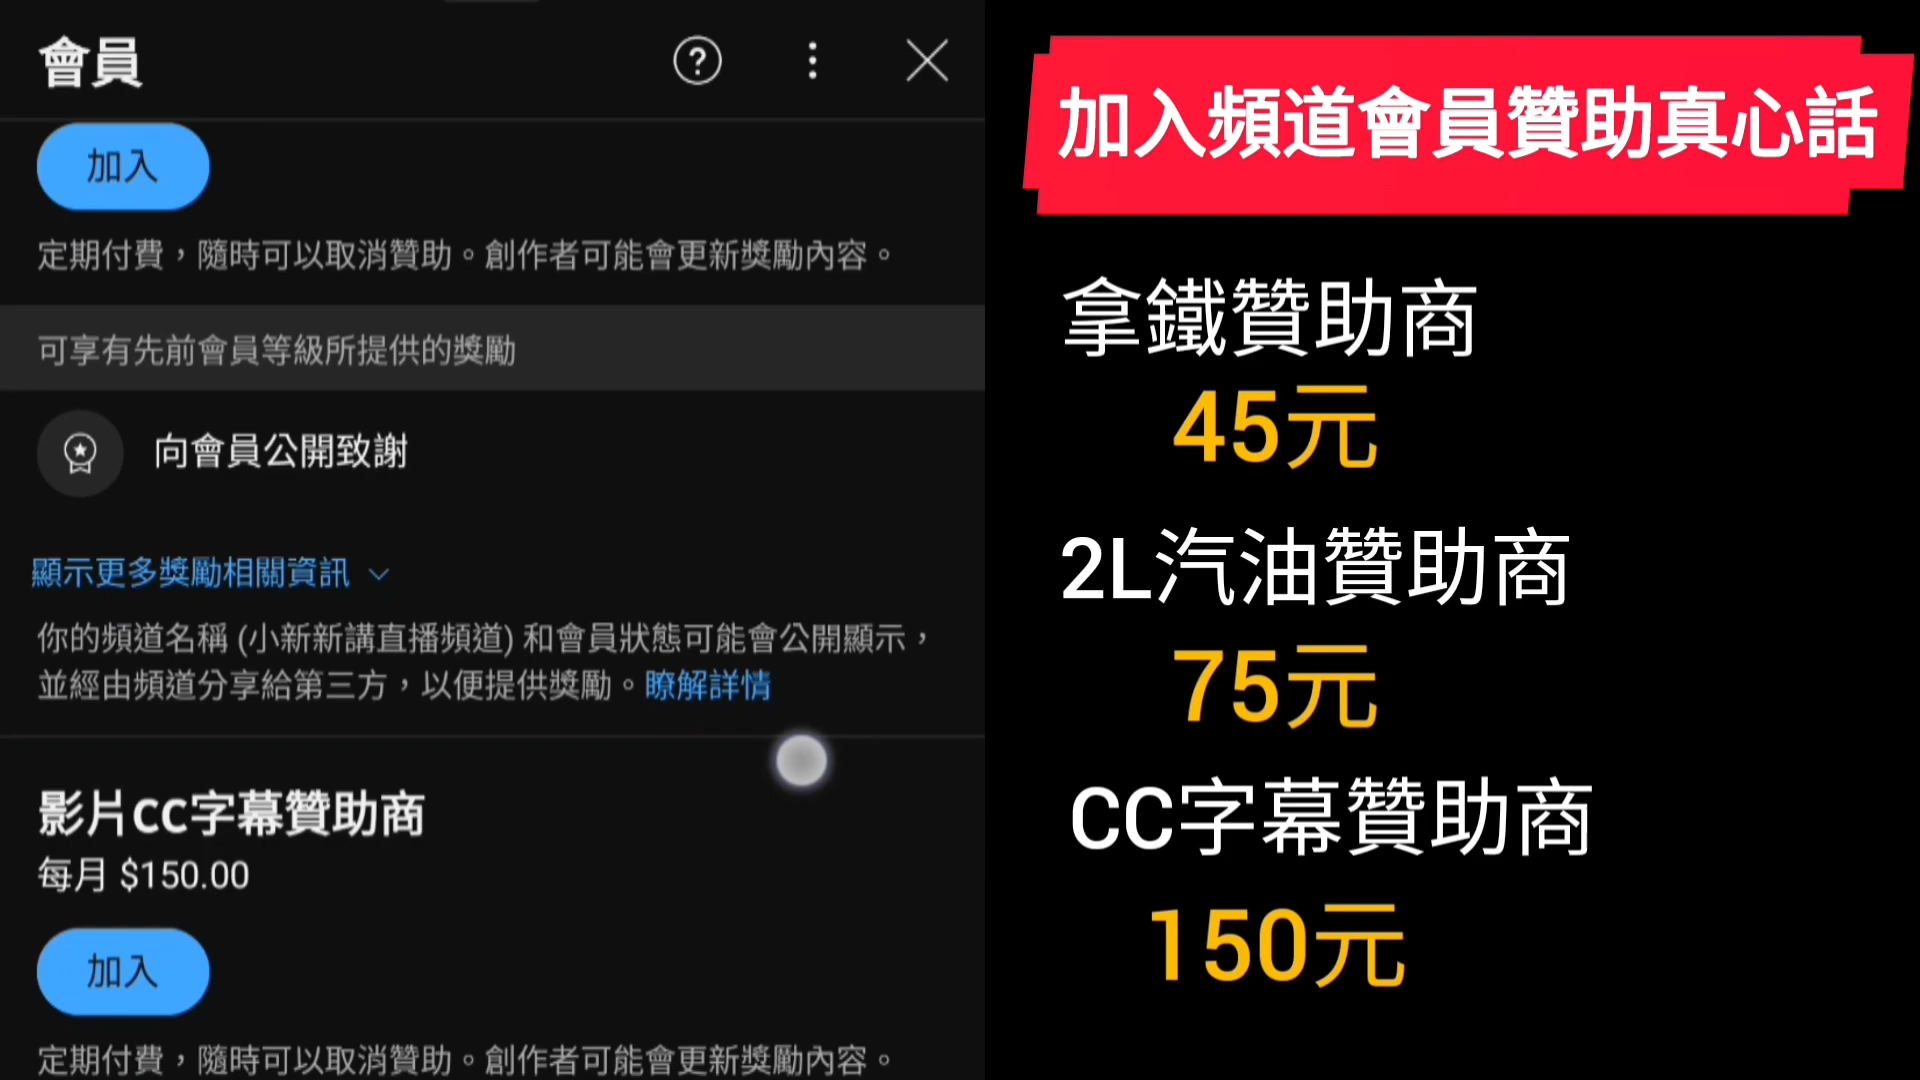 會員
加入
定期付費，隨時可以取消贊助。創作者可能會更新獎勵內容。
可享有先前會員等級所提供的獎勵
向會員公開致謝
顯示更多獎勵相關資訊
你的頻道名稱 (小新新講直播頻道) 和會員狀態可能會公開顯示，
並經由頻道分享給第三方，以便提供獎勵。瞭解詳情
影片CC字幕贊助商
每月 $150.00
加入
定期付費，隨時可以取消贊助。創作者可能會更新獎勵內容。
加入頻道會員贊助真心話
拿鐵贊助商
45元
2L汽油贊助商
75元
CC字幕贊助商
150元